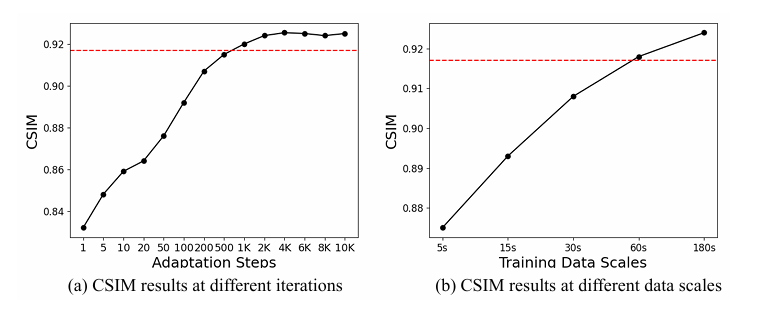 0.92
0.90
0.88
0.86
0.84
CSIM
1 5 10 20 50 100 200 500 1K 2K 4K 6K 8K 10K
Adaptation Steps
(a) CSIM results at different iterations
0.92
0.91
0.90
0.89
0.88
CSIM
5s 15s 30s 60s 180s
Training Data Scales
(b) CSIM results at different data scales